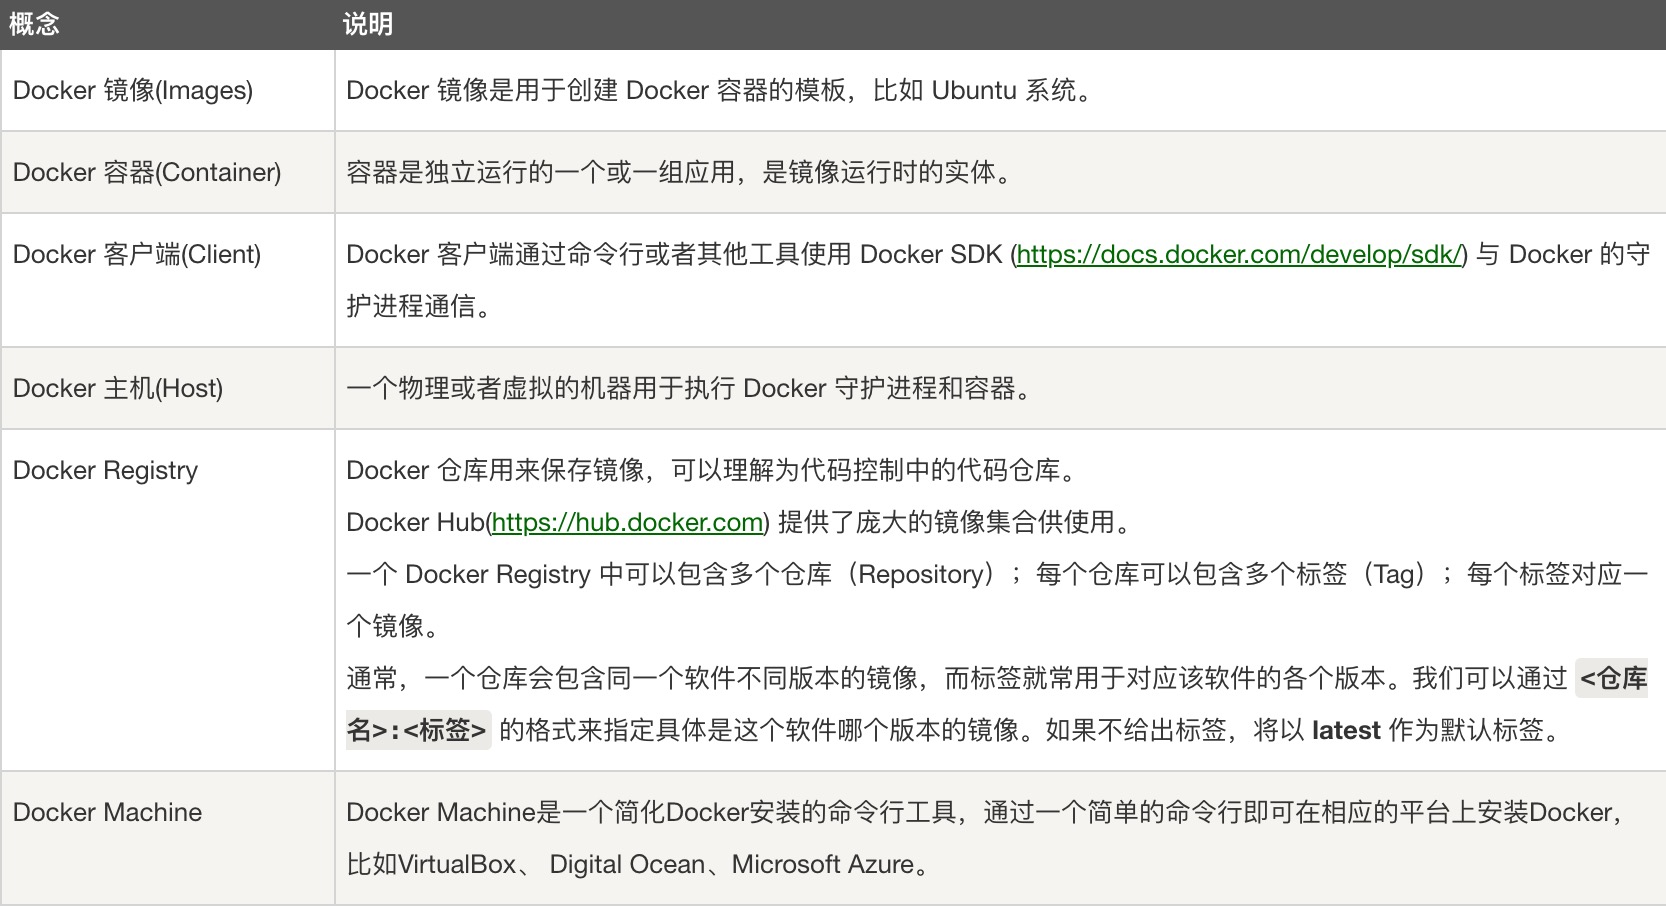 概念 说明
Docker 镜像(Images) Docker 镜像是用于创建 Docker 容器的模板，比如 Ubuntu 系统。
Docker 容器(Container) 容器是独立运行的一个或一组应用，是镜像运行时的实体。
Docker 客户端(Client) Docker 客户端通过命令行或者其他工具使用 Docker SDK (https://docs.docker.com/develop/sdk/) 与 Docker 的守
护进程通信。
Docker 主机(Host) 一个物理或者虚拟的机器用于执行 Docker 守护进程和容器。
Docker Registry Docker 仓库用来保存镜像，可以理解为代码控制中的代码仓库。
Docker Hub(https://hub.docker.com) 提供了庞大的镜像集合供使用。
一个 Docker Registry 中可以包含多个仓库（Repository）；每个仓库可以包含多个标签（Tag）；每个标签对应一
个镜像。
通常，一个仓库会包含同一个软件不同版本的镜像，而标签就常用于对应该软件的各个版本。我们可以通过 <仓库
名>:<标签> 的格式来指定具体是这个软件哪个版本的镜像。如果不给出标签，将以 latest 作为默认标签。
Docker Machine Docker Machine是一个简化Docker安装的命令行工具，通过一个简单的命令行即可在相应的平台上安装Docker，
比如VirtualBox、 Digital Ocean、Microsoft Azure。